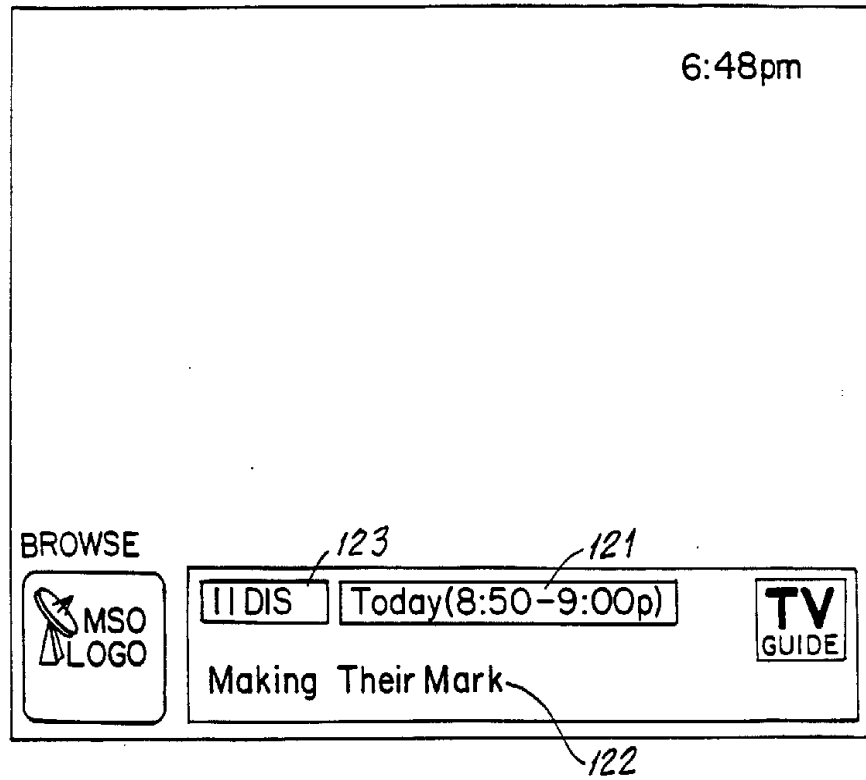 6:48pm
BROWSE
123
121
MSO
LOGO
11 DIS
Today(8:50-9:00p)
TV
GUIDE
Making Their Mark
122